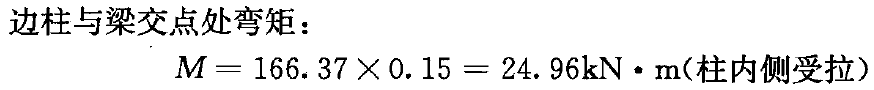 边柱与梁交点处弯矩：
M = 166.37×0.15 = 24.96kN·m(柱内侧受拉)